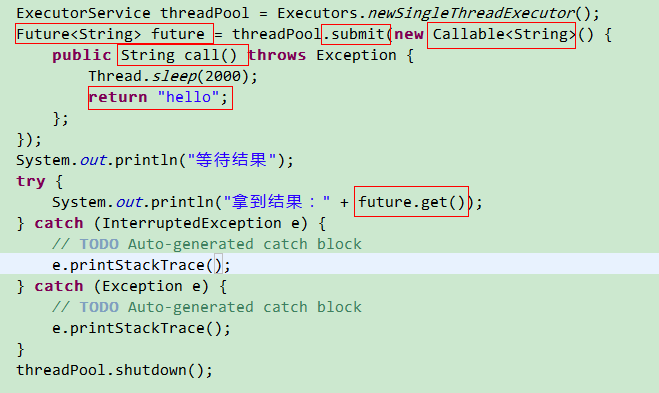 ExecutorService threadPool = Executors.newSingleThreadExecutor();
Future<String> future = threadPool.submit(new Callable<String>() {
    public String call() throws Exception {
        Thread.sleep(2000);
        return "hello";
    };
});
System.out.println("等待结果");
try {
    System.out.println("拿到结果：" + future.get());
} catch (InterruptedException e) {
    // TODO Auto-generated catch block
    e.printStackTrace();
} catch (Exception e) {
    // TODO Auto-generated catch block
    e.printStackTrace();
}
threadPool.shutdown();